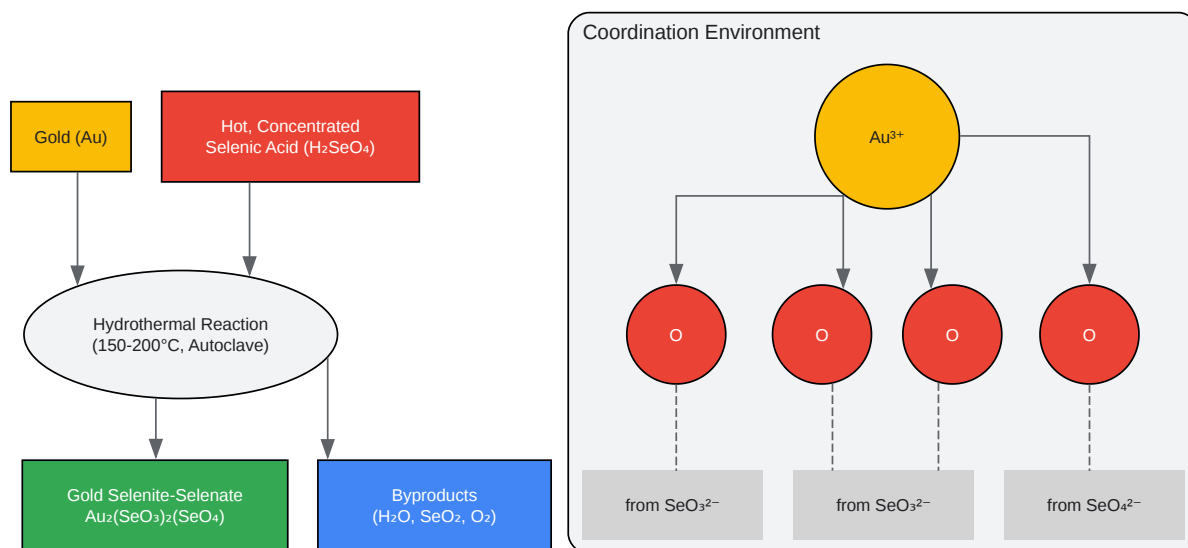 Gold (Au)
Hot, Concentrated
Selenic Acid (H₂SeO₄)
Hydrothermal Reaction
(150-200°C, Autoclave)
Gold Selenite-Selenate
Au₂(SeO₃)₂(SeO₄)
Byproducts
(H₂O, SeO₂, O₂)
Coordination Environment
Au³⁺
O
O
O
O
from SeO₃²⁻
from SeO₃²⁻
from SeO₄²⁻